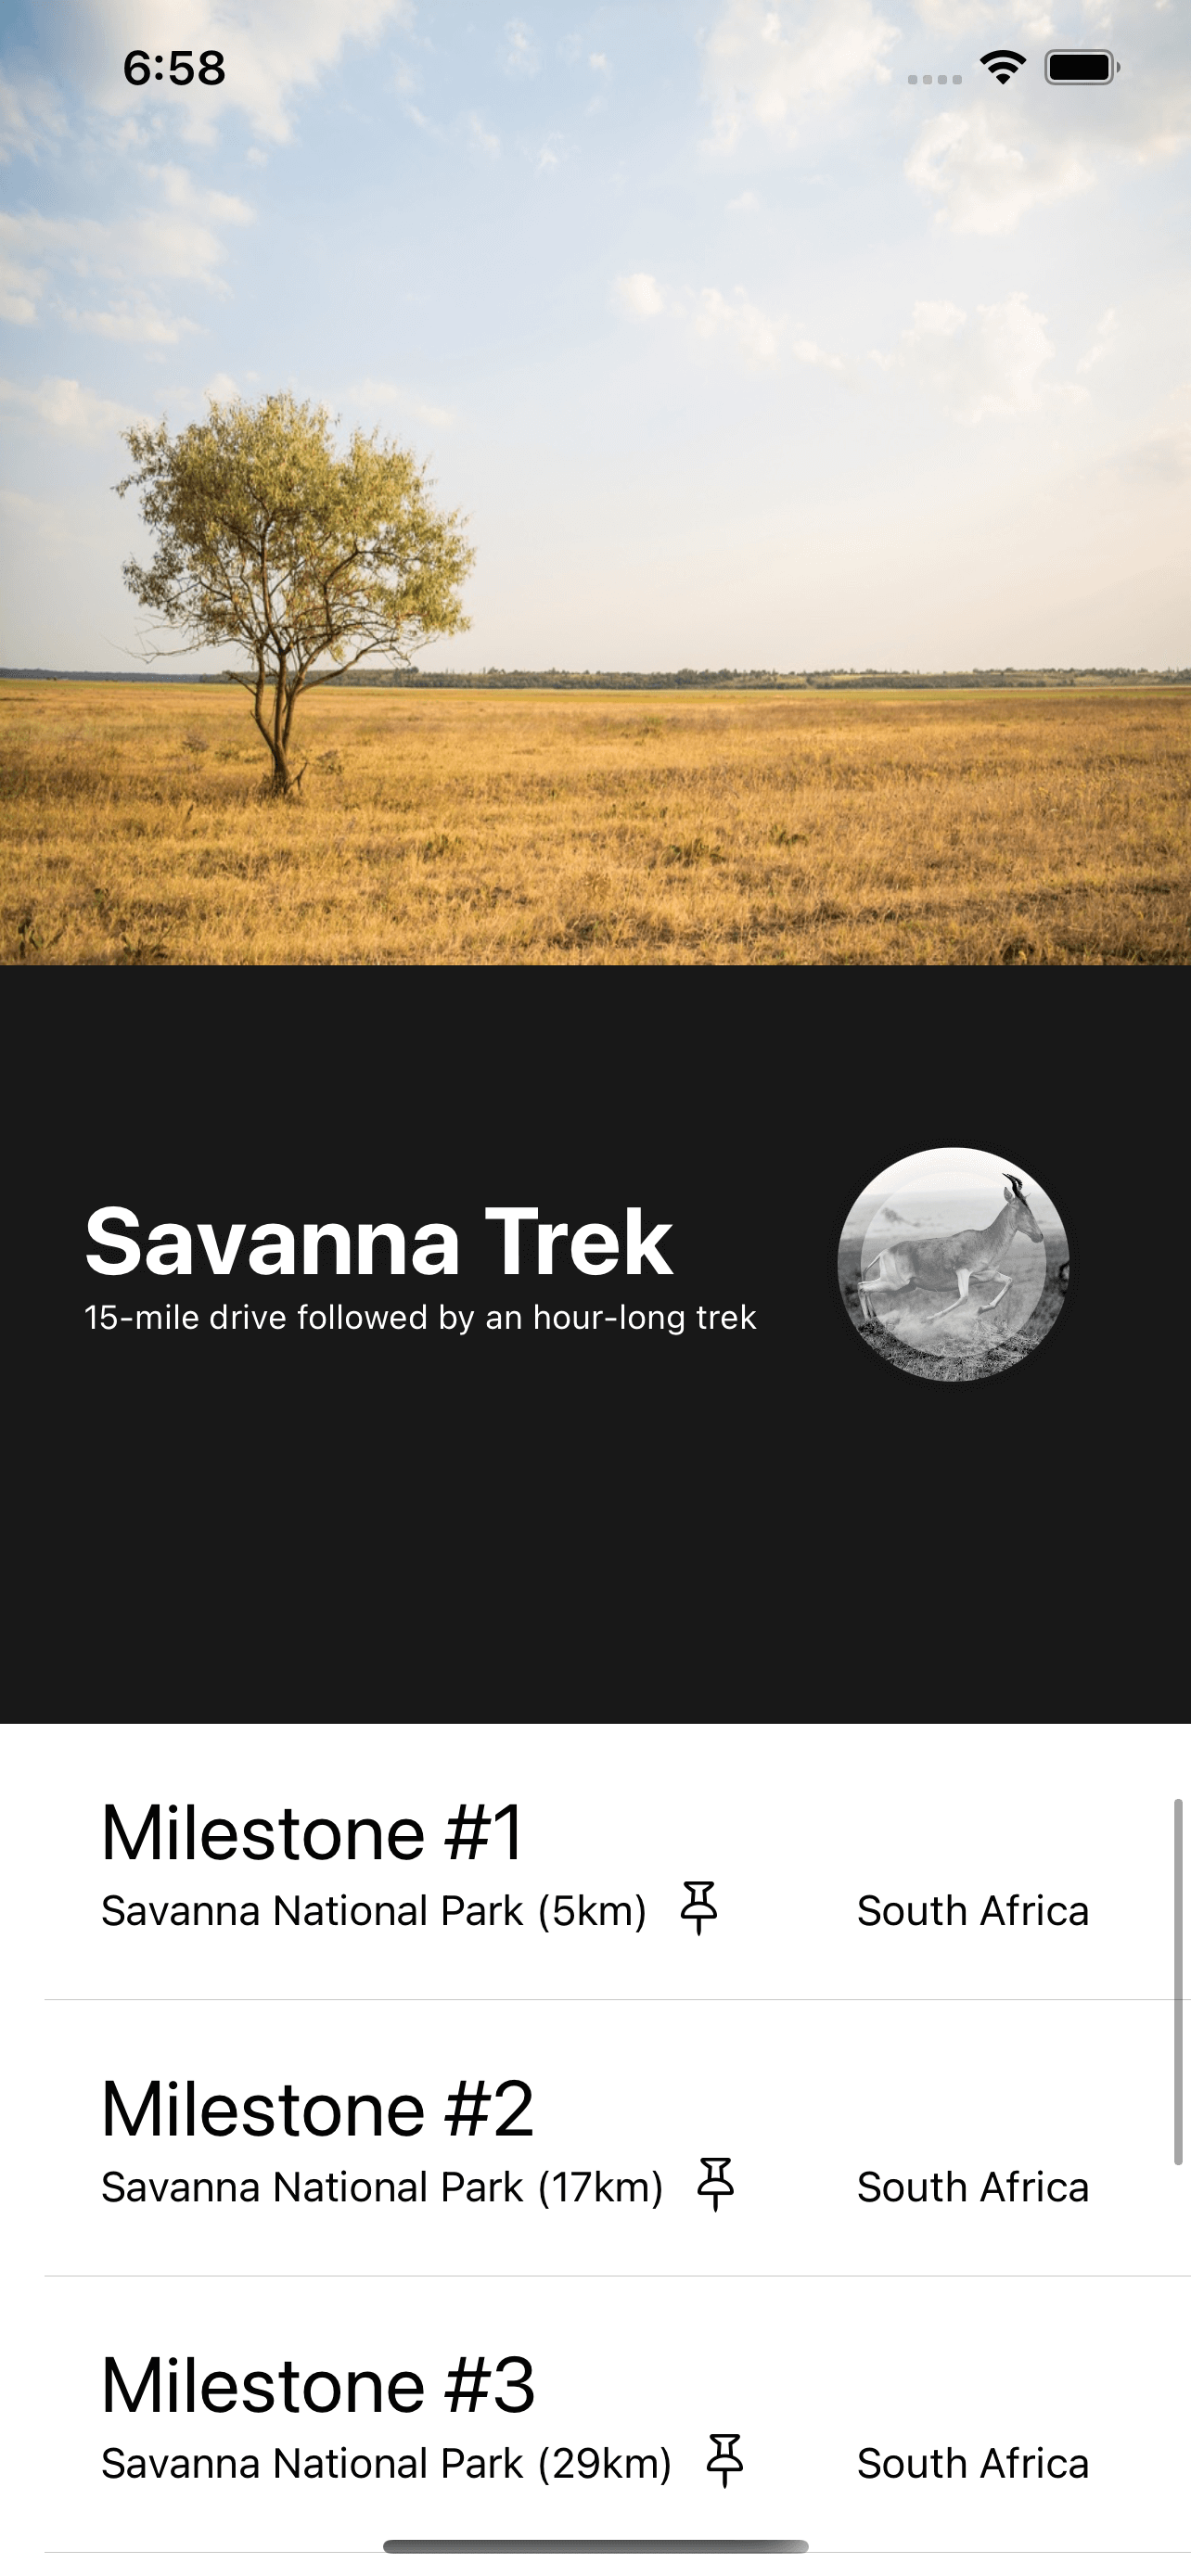 6:58
Savanna Trek
15-mile drive followed by an hour-long trek
Milestone #1
Savanna National Park (5km) South Africa
Milestone #2
Savanna National Park (17km) South Africa
Milestone #3
Savanna National Park (29km) South Africa